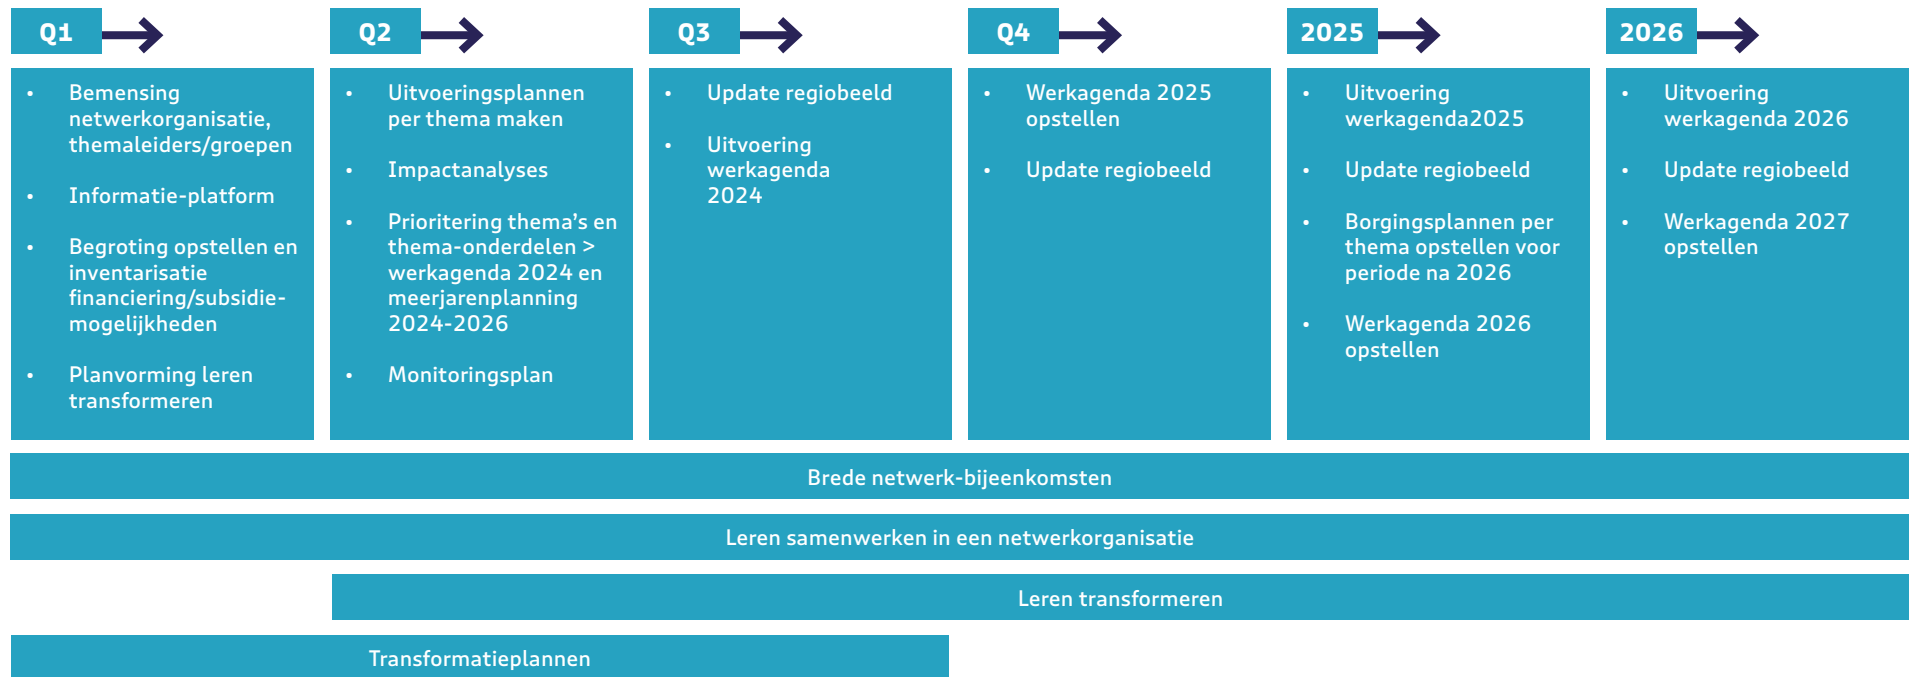 Q1
• Bemensing
netwerkorganisatie,
themaleiders/groepen
• Informatie-platform
• Begroting opstellen en
inventarisatie
financiering/subsidie-
mogelijkheden
• Planvorming leren
transformeren
Q2
• Uitvoeringsplannen
per thema maken
• Impactanalyses
• Prioritering thema’s en
thema-onderdelen >
werkagenda 2024 en
meerjarenplanning
2024-2026
• Monitoringsplan
Q3
• Update regiobeeld
• Uitvoering
werkagenda
2024
Q4
• Werkagenda 2025
opstellen
• Update regiobeeld
2025
• Uitvoering
werkagenda2025
• Update regiobeeld
• Borgingsplannen per
thema opstellen voor
periode na 2026
• Werkagenda 2026
opstellen
2026
• Uitvoering
werkagenda 2026
• Update regiobeeld
• Werkagenda 2027
opstellen
Brede netwerk-bijeenkomsten
Leren samenwerken in een netwerkorganisatie
Leren transformeren
Transformatieplannen